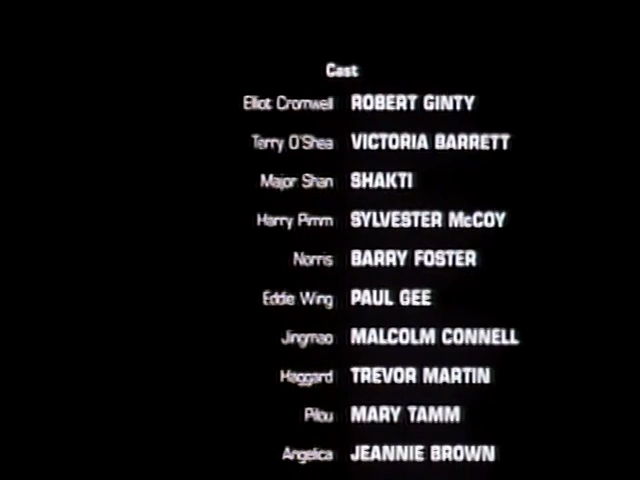 Cast
Elliot Cromwell ROBERT GINTY
Terry O'Shea VICTORIA BARRETT
Major Shan SHAKTI
Harry Pimm SYLVESTER McCOY
Norris BARRY FOSTER
Eddie Wing PAUL GEE
Jingmao MALCOLM CONNELL
Haggard TREVOR MARTIN
Pilou MARY TAMM
Angelica JEANNIE BROWN